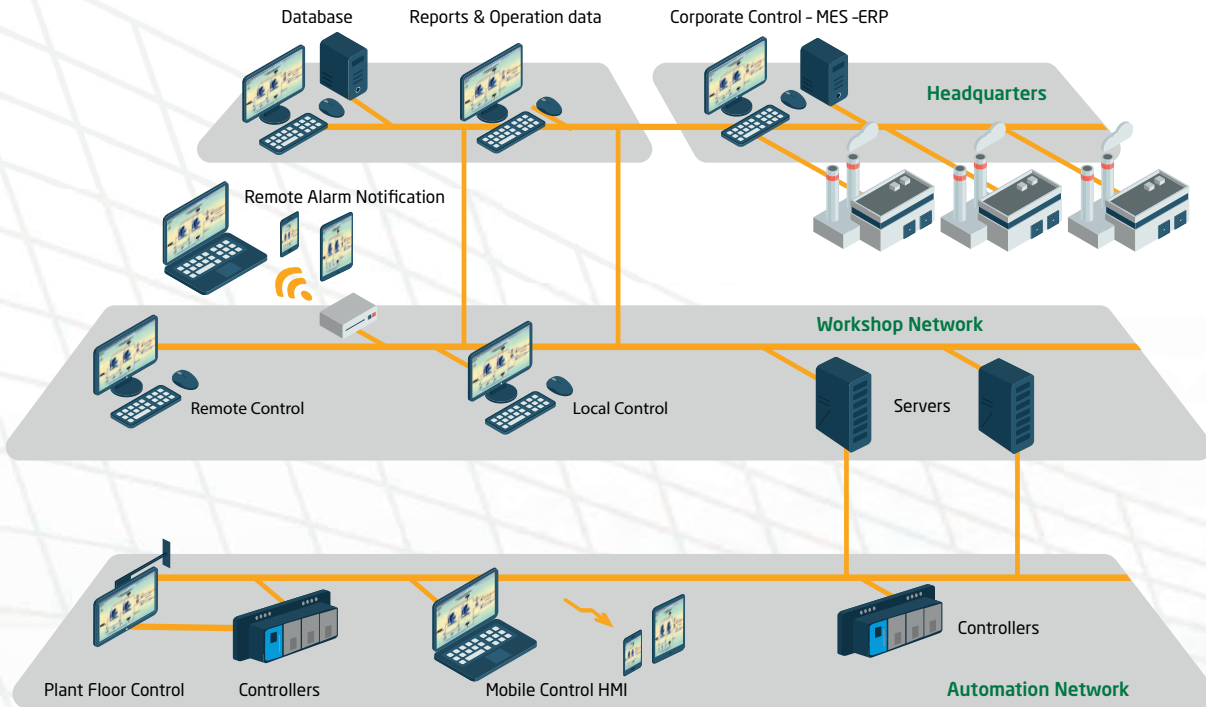 Database
Reports & Operation data
Corporate Control – MES –ERP
Headquarters
Remote Alarm Notification
Workshop Network
Remote Control
Local Control
Servers
Controllers
Plant Floor Control
Controllers
Mobile Control HMI
Automation Network